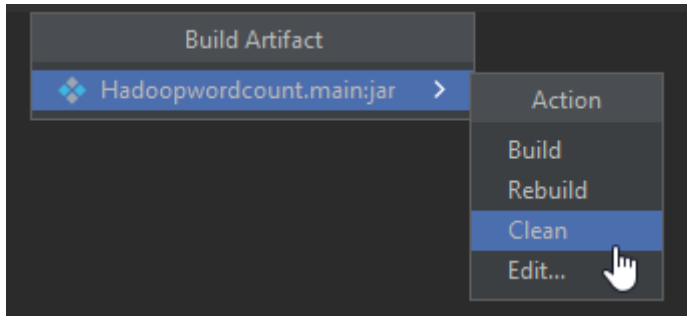 Build Artifact
Hadoopwordcount.main:jar
Action
Build
Rebuild
Clean
Edit...